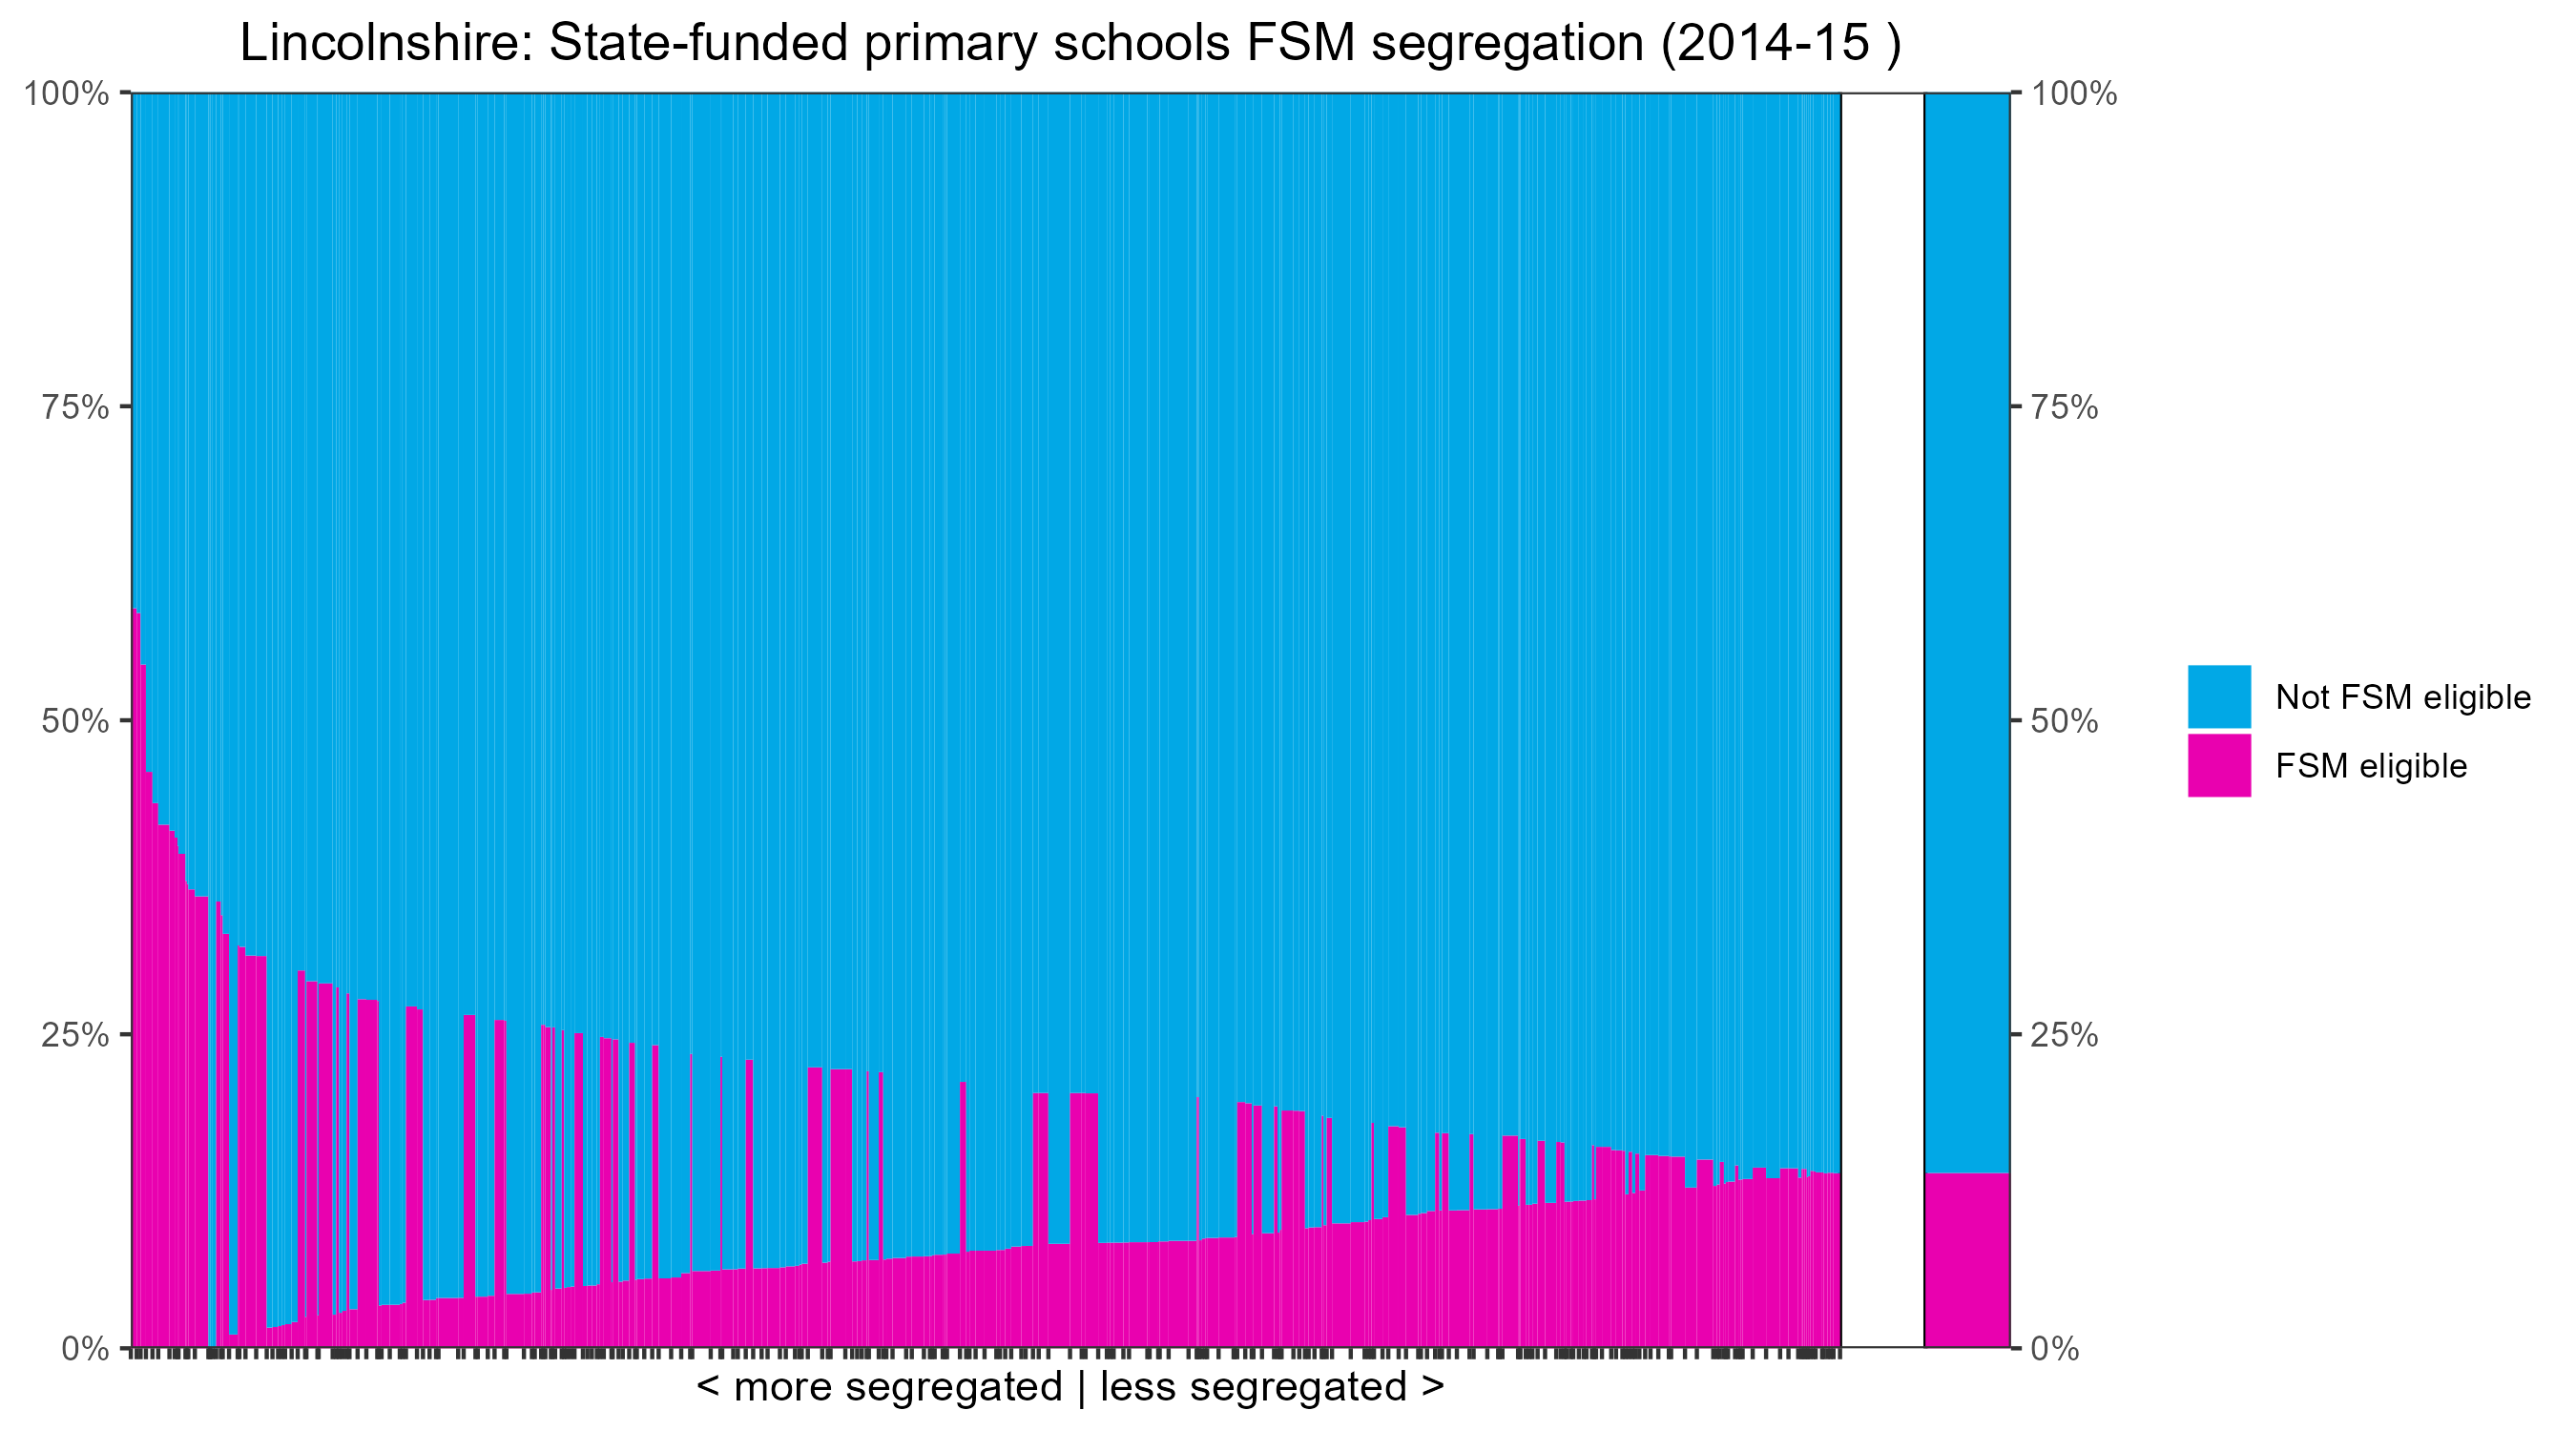 Lincolnshire: State-funded primary schools FSM segregation (2014-15 )
100%
75%
50%
25%
0%
100%
75%
50%
25%
0%
Not FSM eligible
FSM eligible
< more segregated | less segregated >